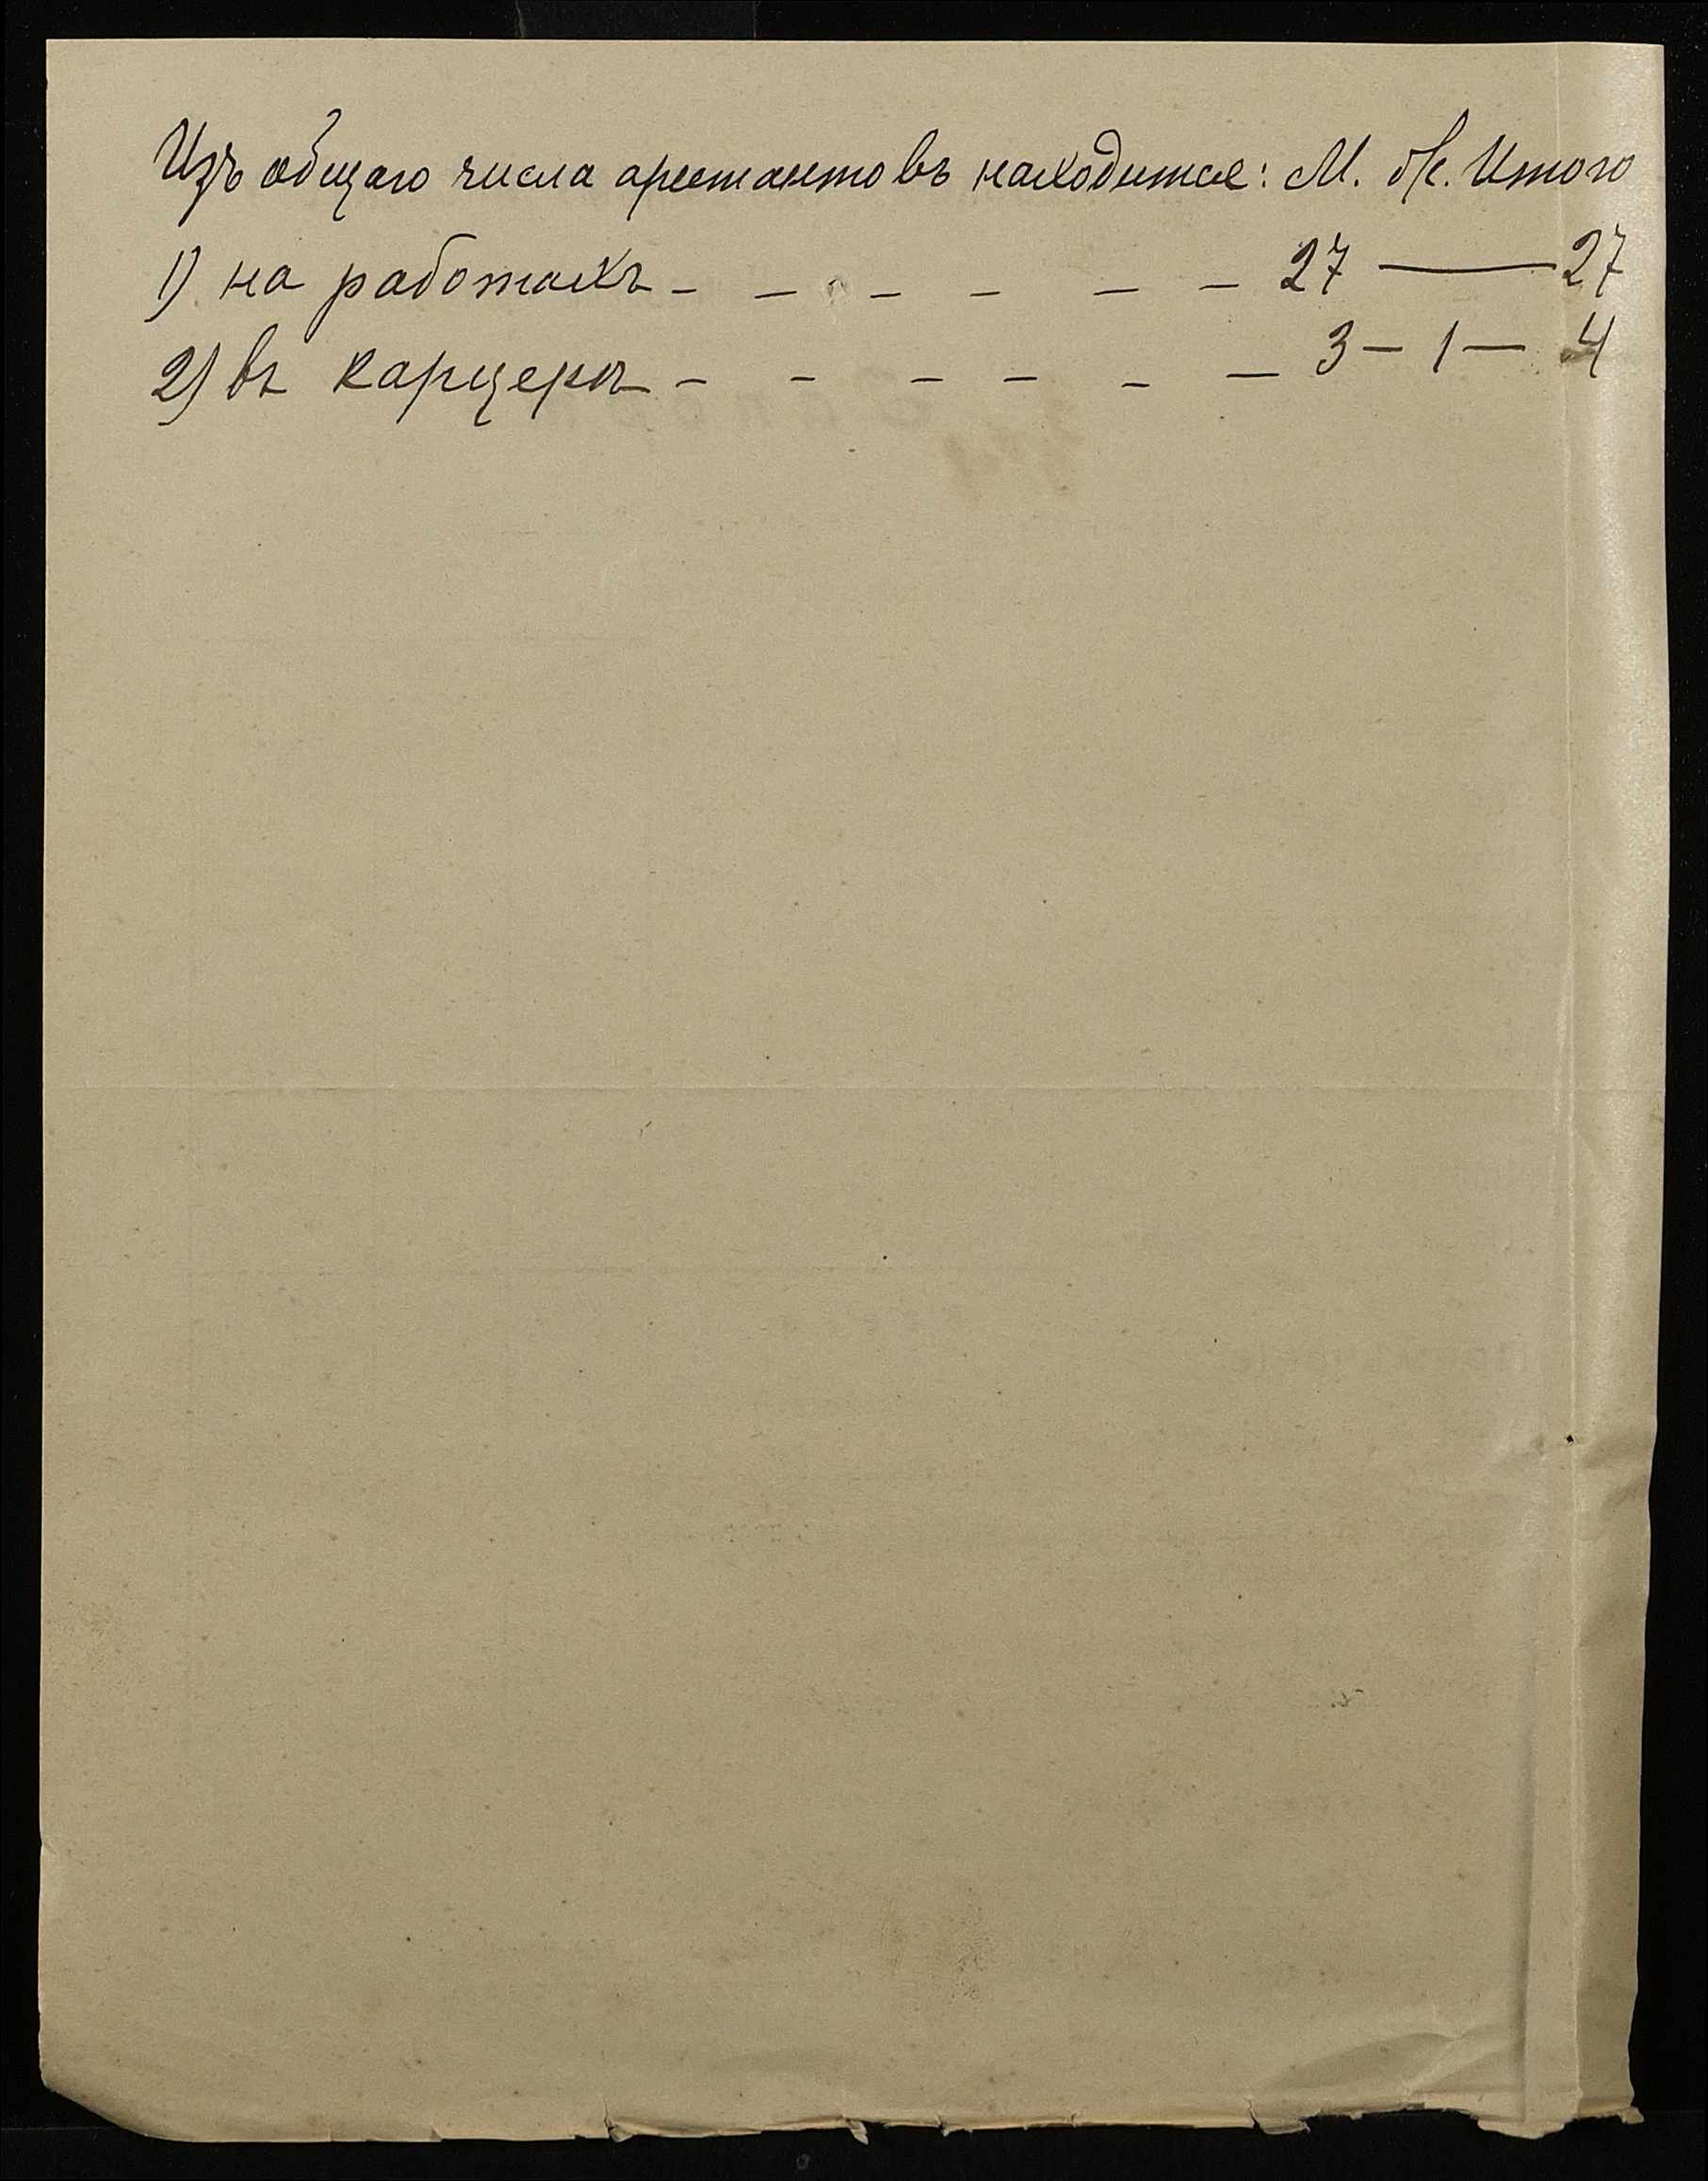 Изъ общаго числа арестантовъ находится: М. Ж. Итого
1) на работахъ - - - - - - 27 — 27
2) въ карцерѣ - - - - - - 3 - 1 - 4